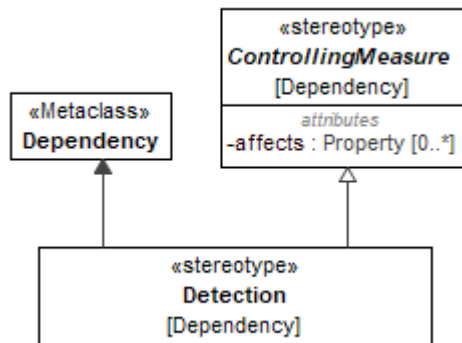 «stereotype»
ControllingMeasure
[Dependency]
attributes
-affects : Property [0..*]
«Metaclass»
Dependency
«stereotype»
Detection
[Dependency]